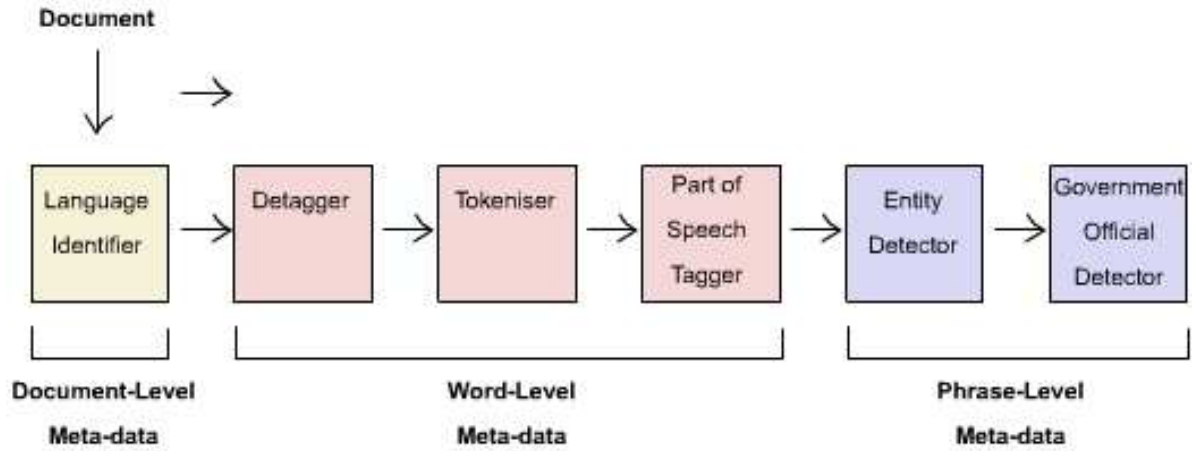 Document
Language
Identifier
Detagger
Tokeniser
Part of
Speech
Tagger
Entity
Detector
Government
Official
Detector
Document-Level
Meta-data
Word-Level
Meta-data
Phrase-Level
Meta-data